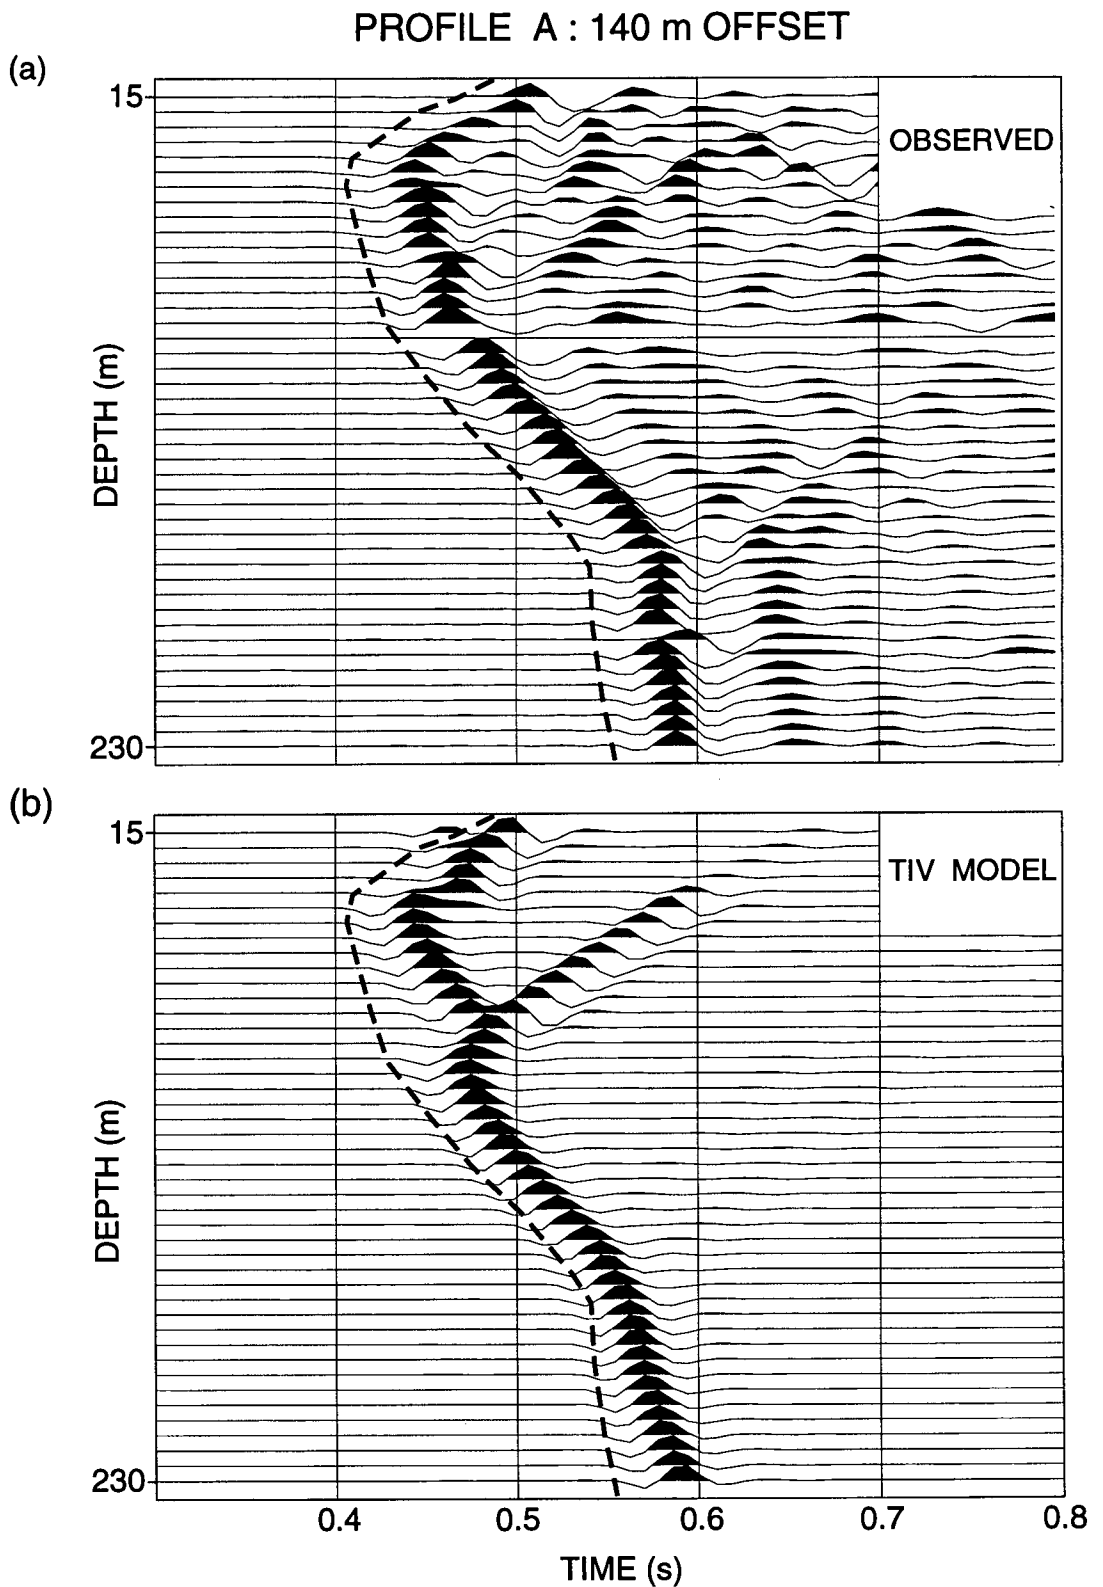 PROFILE A : 140 m OFFSET
(a)
15
OBSERVED
DEPTH (m)
230
(b)
15
TIV MODEL
DEPTH (m)
230
0.4 0.5 0.6 0.7 0.8
TIME (s)